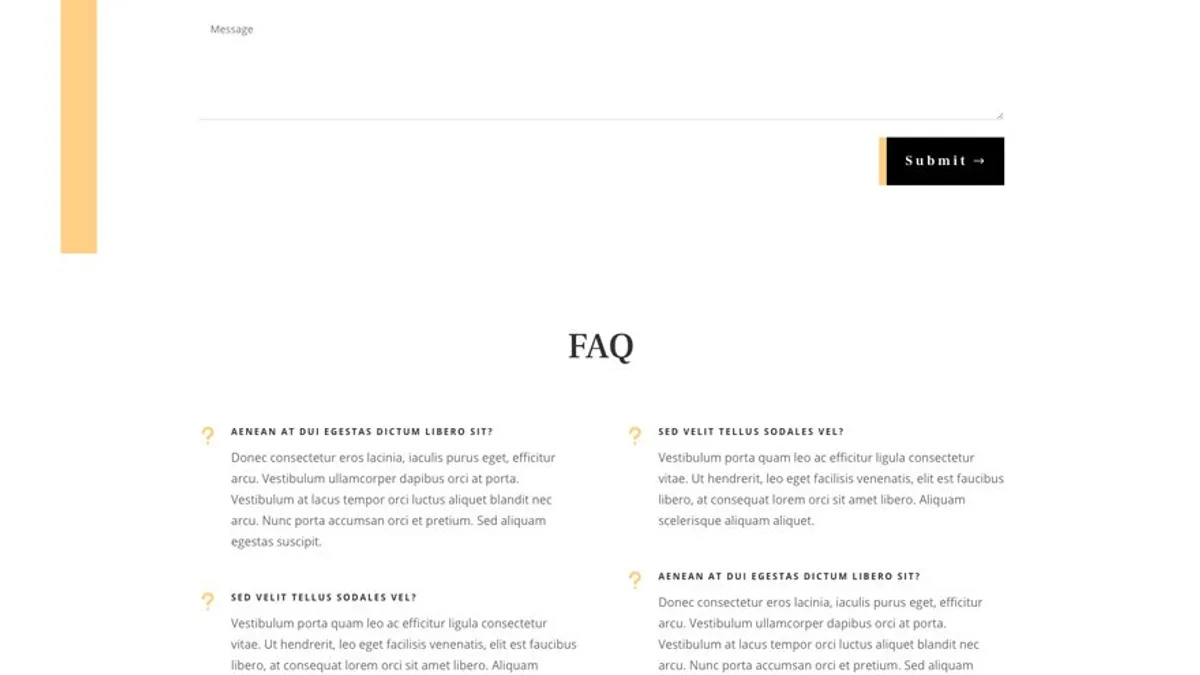 Message
Submit →
FAQ
AENEAN AT DUI EGESTAS DICTUM LIBERO SIT?
Donec consectetur eros lacinia, iaculis purus eget, efficitur
arcu. Vestibulum ullamcorper dapibus orci at porta.
Vestibulum at lacus tempor orci luctus aliquet blandit nec
arcu. Nunc porta accumsan orci et pretium. Sed aliquam
egestas suscipit.
SED VELIT TELLUS SODALES VEL?
Vestibulum porta quam leo ac efficitur ligula consectetur
vitae. Ut hendrerit, leo eget facilisis venenatis, elit est faucibus
libero, at consequat lorem orci sit amet libero. Aliquam
SED VELIT TELLUS SODALES VEL?
Vestibulum porta quam leo ac efficitur ligula consectetur
vitae. Ut hendrerit, leo eget facilisis venenatis, elit est faucibus
libero, at consequat lorem orci sit amet libero. Aliquam
scelerisque aliquam aliquet.
AENEAN AT DUI EGESTAS DICTUM LIBERO SIT?
Donec consectetur eros lacinia, iaculis purus eget, efficitur
arcu. Vestibulum ullamcorper dapibus orci at porta.
Vestibulum at lacus tempor orci luctus aliquet blandit nec
arcu. Nunc porta accumsan orci et pretium. Sed aliquam